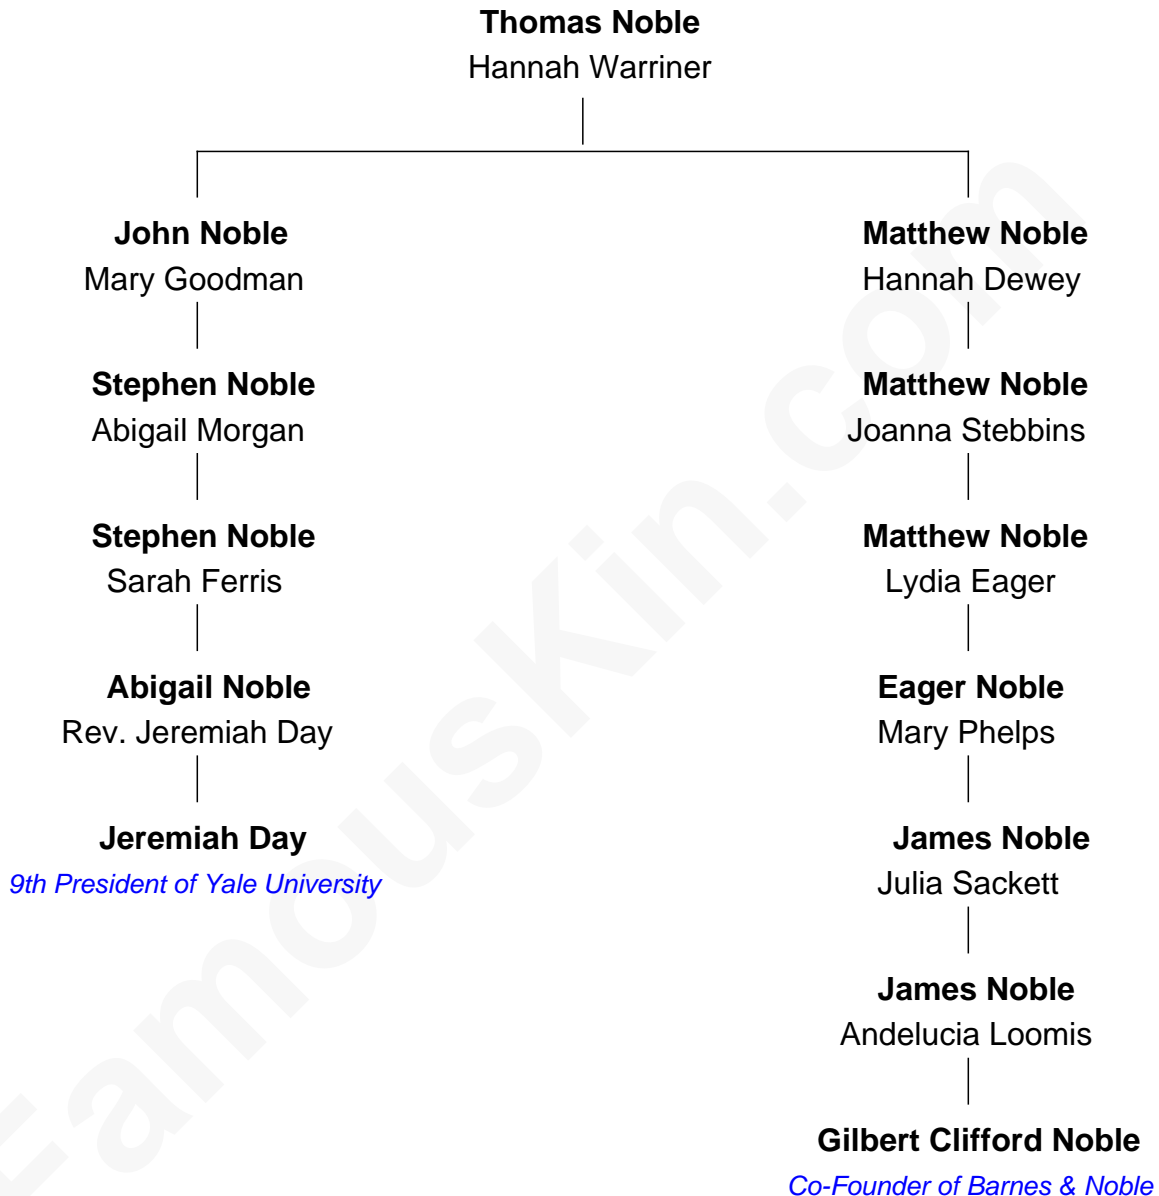 Thomas Noble
Hannah Warriner
John Noble
Mary Goodman
Matthew Noble
Hannah Dewey
Stephen Noble
Abigail Morgan
Matthew Noble
Joanna Stebbins
Stephen Noble
Sarah Ferris
Matthew Noble
Lydia Eager
Abigail Noble
Rev. Jeremiah Day
Eager Noble
Mary Phelps
Jeremiah Day
9th President of Yale University
James Noble
Julia Sackett
James Noble
Andelucia Loomis
Gilbert Clifford Noble
Co-Founder of Barnes & Noble
FamousKin.com